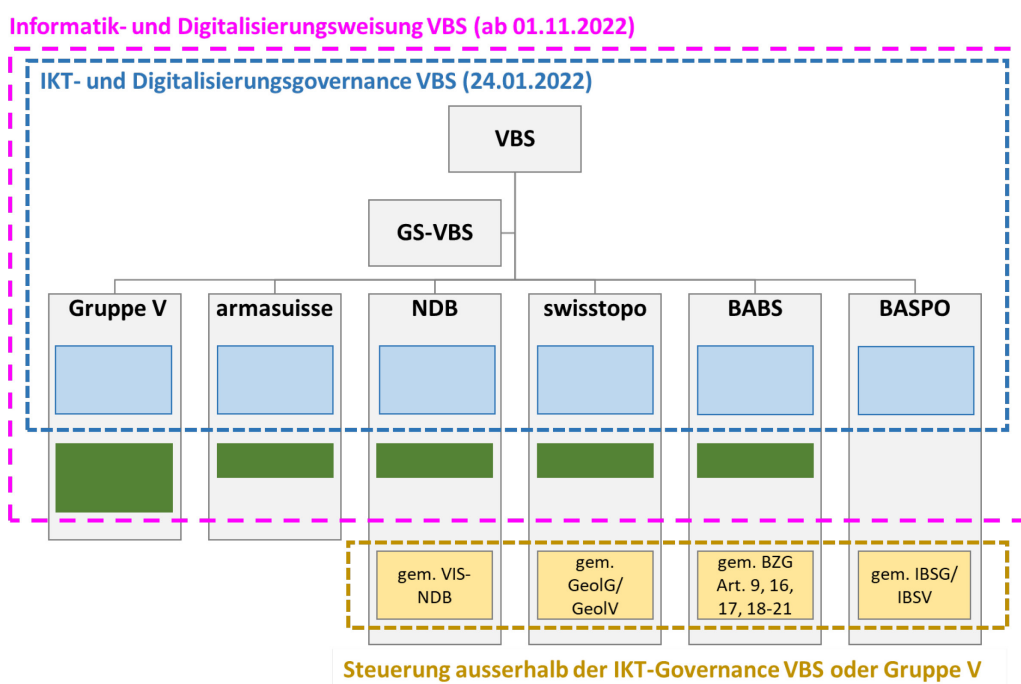 Informatik- und Digitalisierungsweisung VBS (ab 01.11.2022)
IKT- und Digitalisierungsgovernance VBS (24.01.2022)
VBS
GS-VBS
Gruppe V
armasuisse
NDB
swisstopo
BABS
BASPO
gem. VIS-
NDB
gem.
GeolG/
GeolV
gem. BZG
Art. 9, 16,
17, 18-21
gem. IBSG/
IBSV
Steuerung ausserhalb der IKT-Governance VBS oder Gruppe V